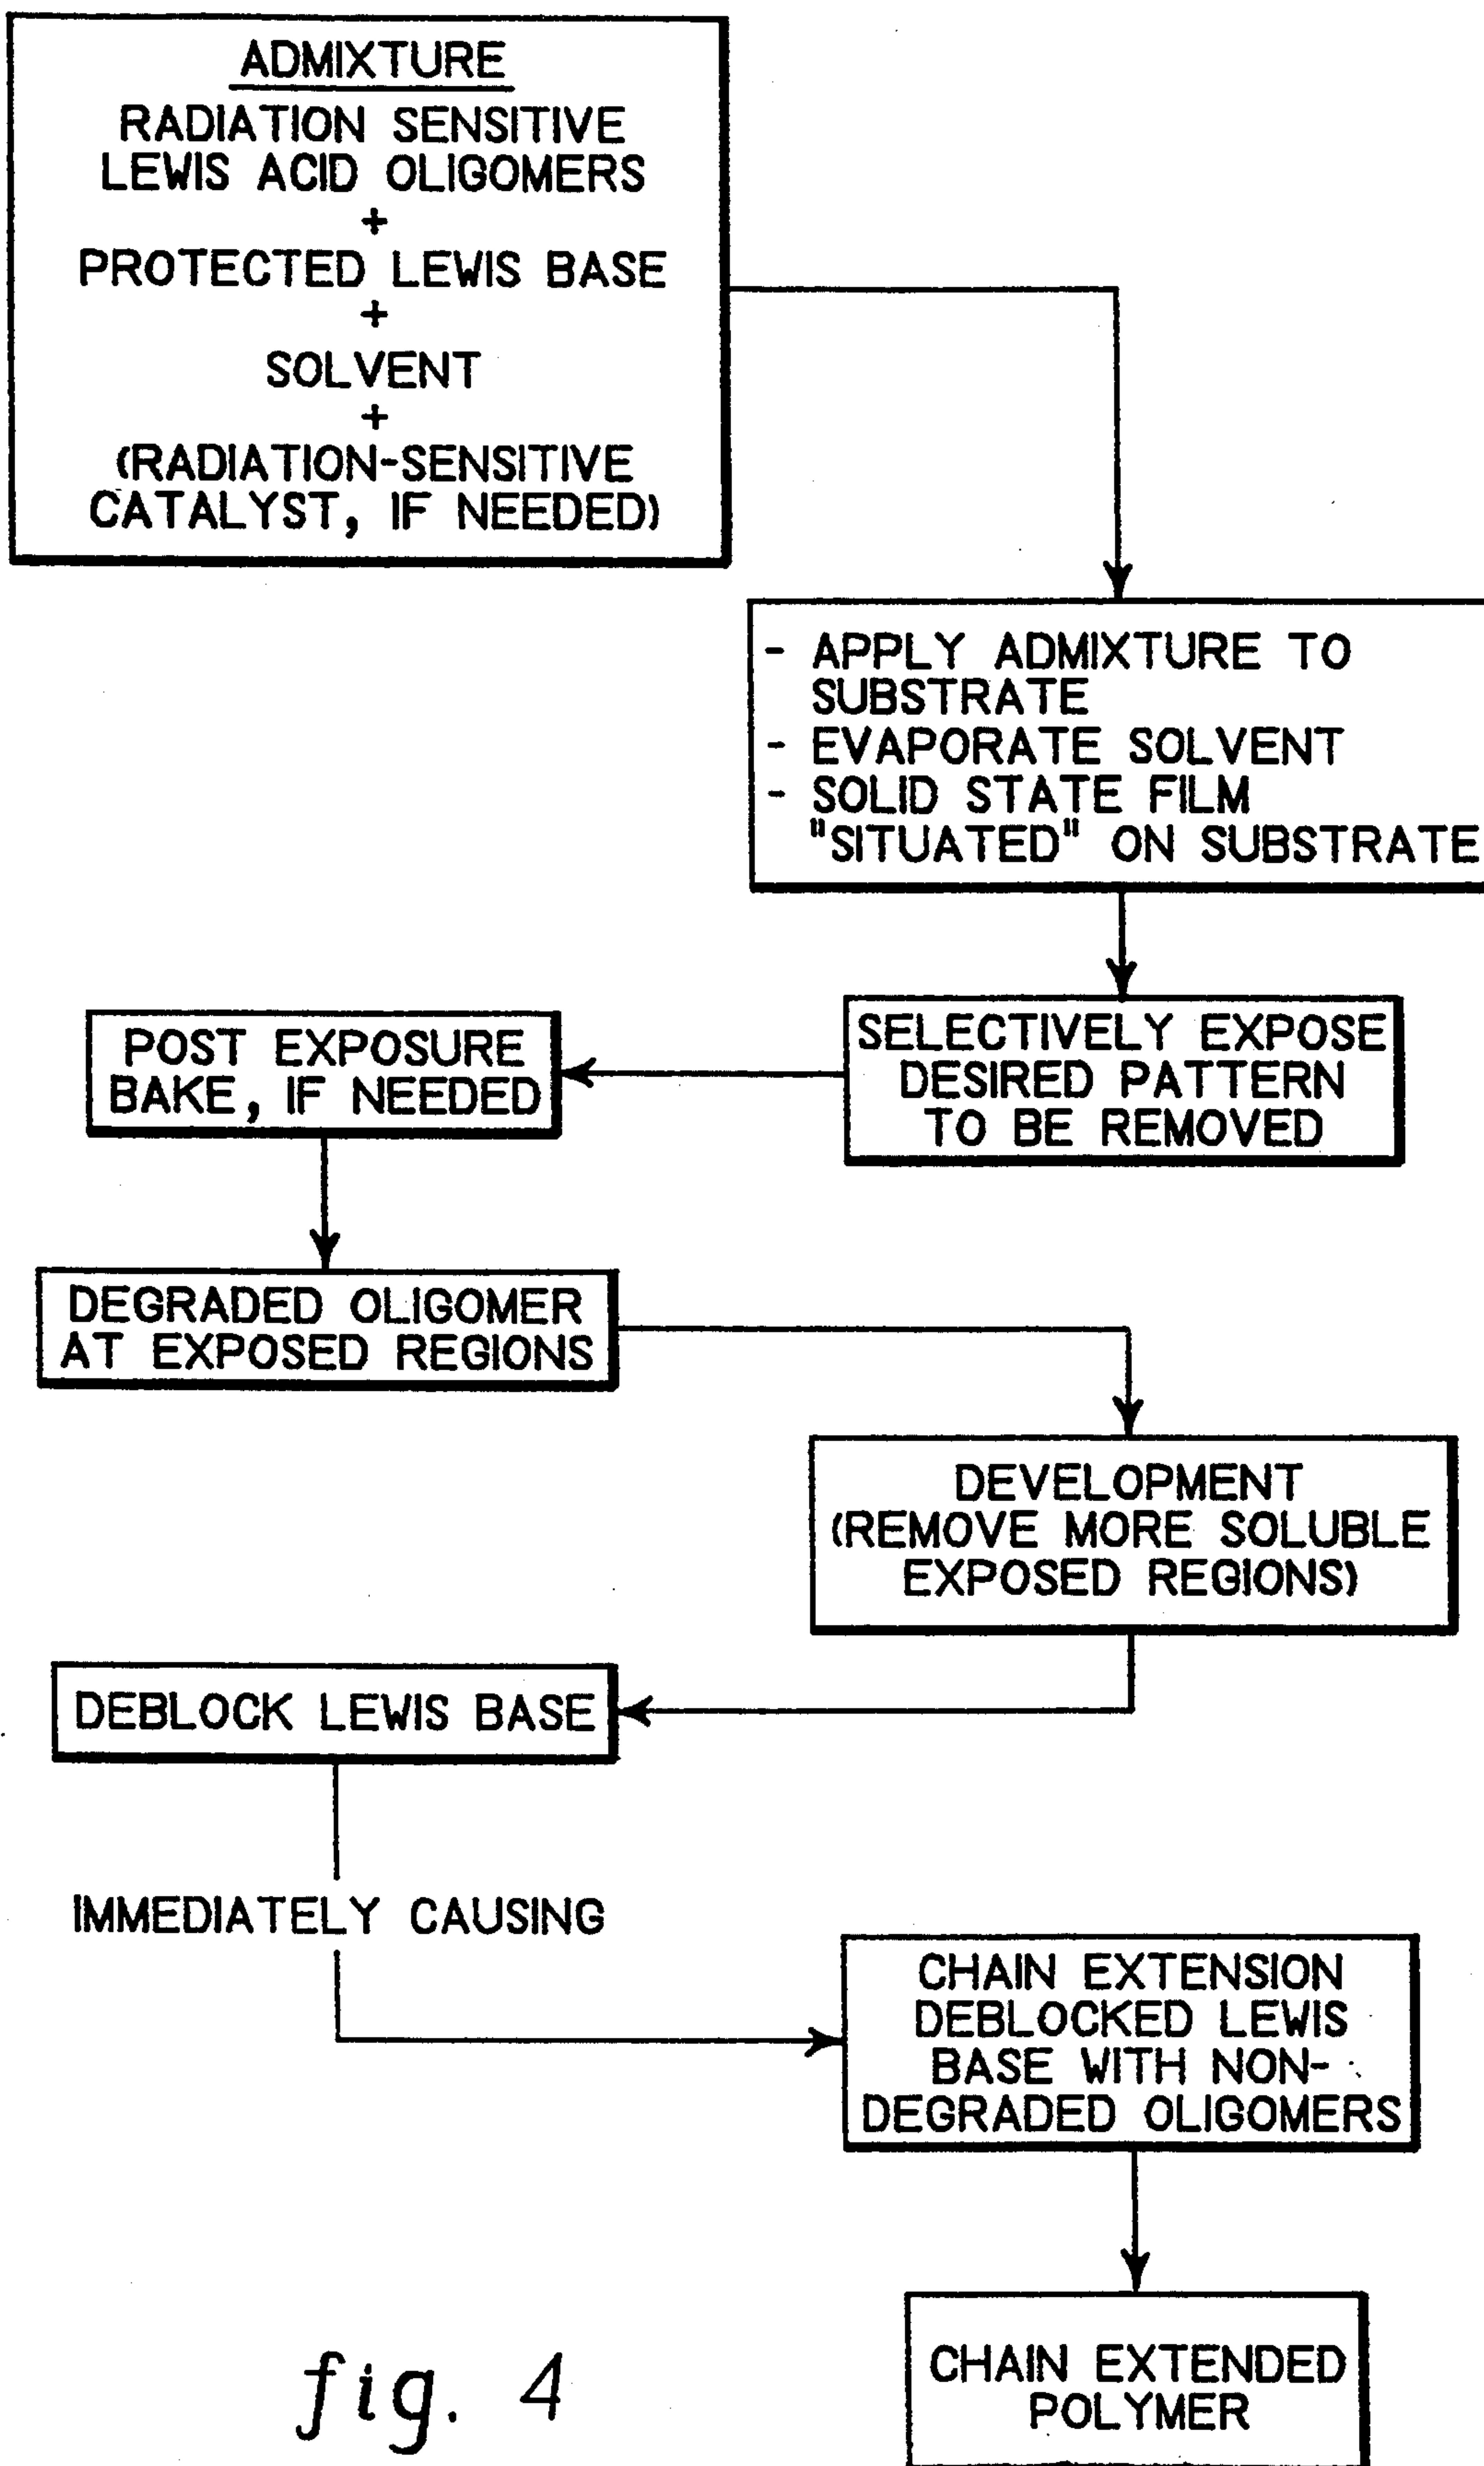 ADMIXTURE
RADIATION SENSITIVE
LEWIS ACID OLIGOMERS
+
PROTECTED LEWIS BASE
+
SOLVENT
+
(RADIATION-SENSITIVE
CATALYST, IF NEEDED)
- APPLY ADMIXTURE TO
SUBSTRATE
- EVAPORATE SOLVENT
- SOLID STATE FILM
"SITUATED" ON SUBSTRATE
SELECTIVELY EXPOSE
DESIRED PATTERN
TO BE REMOVED
POST EXPOSURE
BAKE, IF NEEDED
DEGRADED OLIGOMER
AT EXPOSED REGIONS
DEVELOPMENT
(REMOVE MORE SOLUBLE
EXPOSED REGIONS)
DEBLOCK LEWIS BASE
IMMEDIATELY CAUSING
CHAIN EXTENSION
DEBLOCKED LEWIS
BASE WITH NON-
DEGRADED OLIGOMERS
CHAIN EXTENDED
POLYMER
fig. 4